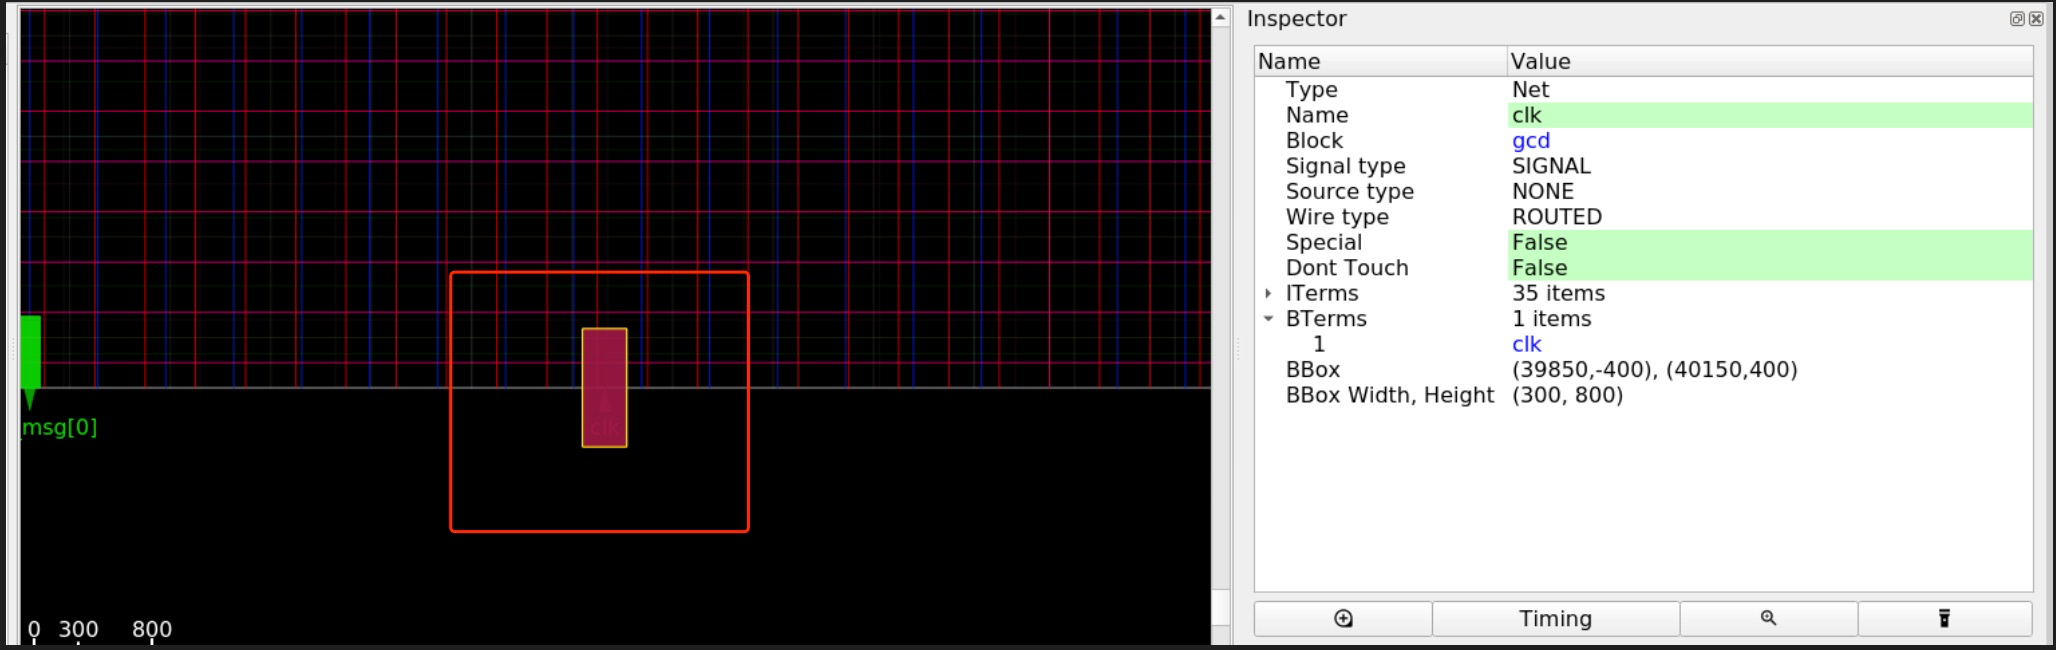 Inspector
Name Value
Type Net
Name clk
Block gcd
Signal type SIGNAL
Source type NONE
Wire type ROUTED
Special False
Dont Touch False
ITerms 35 items
BTerms 1 items
1 clk
BBox (39850,-400), (40150,400)
BBox Width, Height (300, 800)
Timing
clk
msg[0]
0 300 800